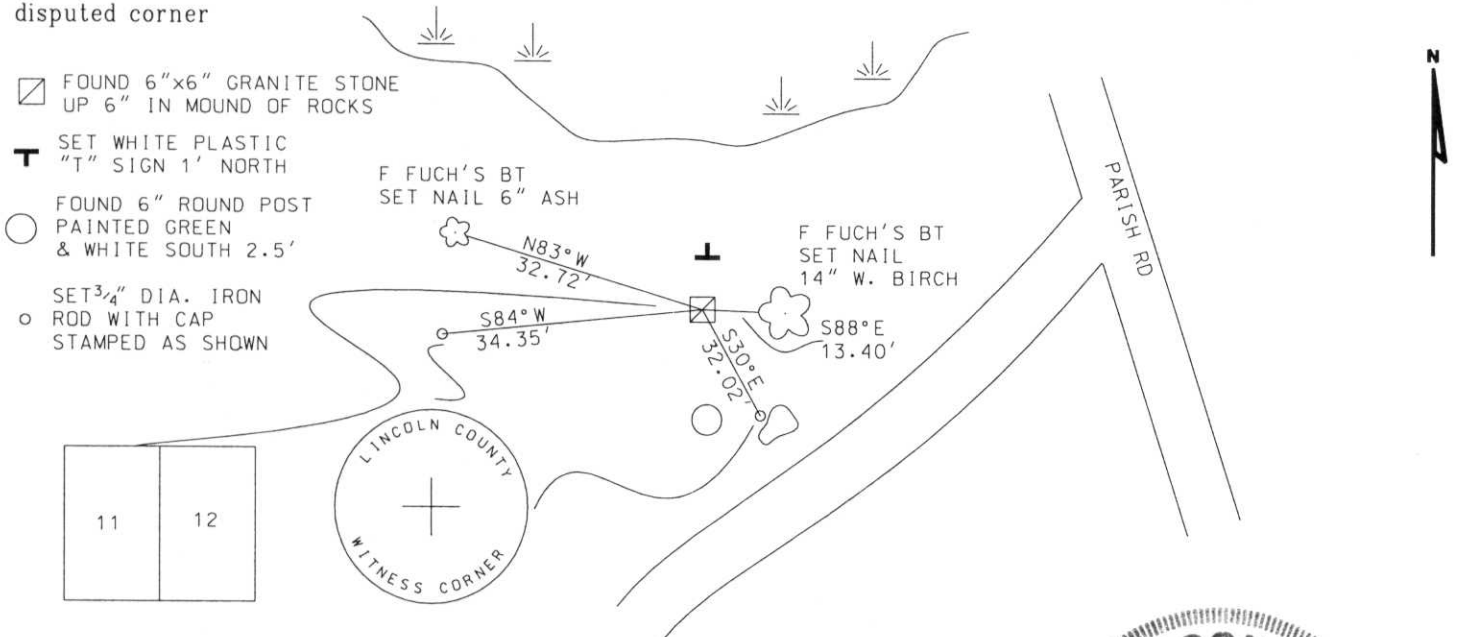 disputed corner
FOUND 6"x6" GRANITE STONE
UP 6" IN MOUND OF ROCKS
SET WHITE PLASTIC
"T" SIGN 1' NORTH
FOUND 6" ROUND POST
PAINTED GREEN
& WHITE SOUTH 2.5'
SET 3/4" DIA. IRON
ROD WITH CAP
STAMPED AS SHOWN
N
PARISH RD
F FUCH'S BT
SET NAIL 6" ASH
N83°W
32.72'
F FUCH'S BT
SET NAIL
14" W. BIRCH
S88°E
13.40'
S84°W
34.35'
S30°E
32.02'
11
12
LINCOLN COUNTY
WITNESS CORNER